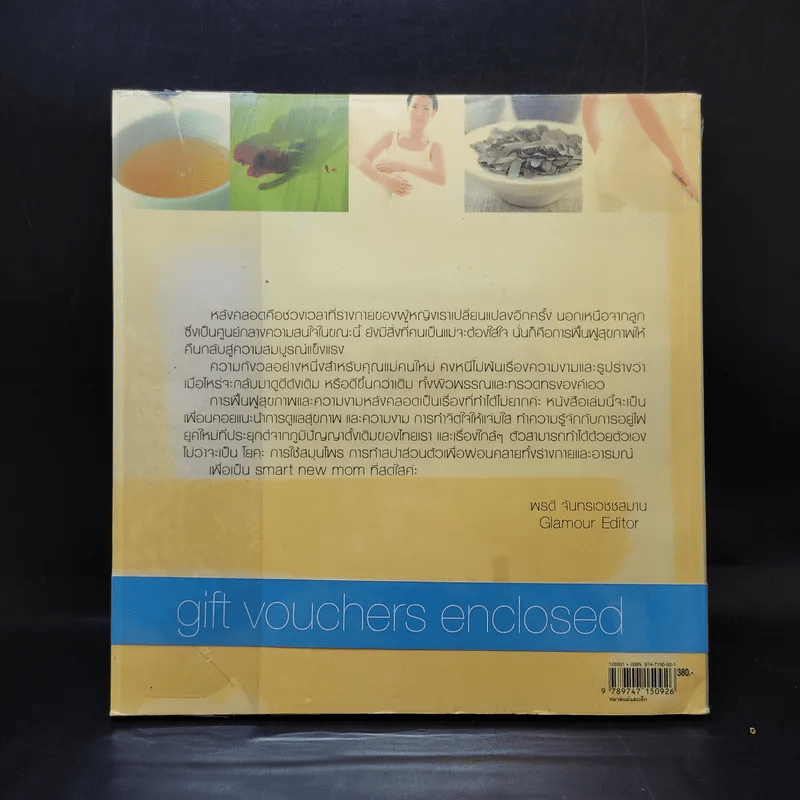 หลังคลอดคือช่วงเวลาที่ร่างกายของผู้หญิงเราเปลี่ยนแปลงอีกครั้ง นอกเหนือจากลูก
ซึ่งเป็นศูนย์กลางความสนใจในขณะนี้ ยังมีสิ่งที่คนเป็นแม่จะต้องใส่ใจ นั่นก็คือการฟื้นฟูสุขภาพให้
คืนกลับสู่ความสมบูรณ์แข็งแรง
ความกังวลอย่างหนึ่งสำหรับคุณแม่คนใหม่ คงหนีไม่พ้นเรื่องความงามและรูปร่างว่า
เมื่อไหร่จะกลับมาดูดีดังเดิม หรือดีขึ้นกว่าเดิม ทั้งผิวพรรณและทรวดทรงองค์เอว
การฟื้นฟูสุขภาพและความงามหลังคลอดเป็นเรื่องที่ทำได้ไม่ยากค่ะ หนังสือเล่มนี้จะเป็น
เพื่อนคอยแนะนำการดูแลสุขภาพ และความงาม การทำจิตใจให้แจ่มใส ทำความรู้จักกับการอยู่ไฟ
ยุคใหม่ที่ประยุกต์จากภูมิปัญญาดั้งเดิมของไทยเรา และเรื่องใกล้ๆ ตัวสามารถทำได้ด้วยตัวเอง
ไม่ว่าจะเป็น โยคะ การใช้สมุนไพร การทำสปาส่วนตัวเพื่อผ่อนคลายทั้งร่างกายและอารมณ์
เพื่อเป็น smart new mom ที่สดใสค่ะ
พรดี จันทรเวชชสมาน
Glamour Editor
gift vouchers enclosed
120501 • ISBN 974-7150-92-1
380.-
9 789747 150926
หมวดแม่และเด็ก